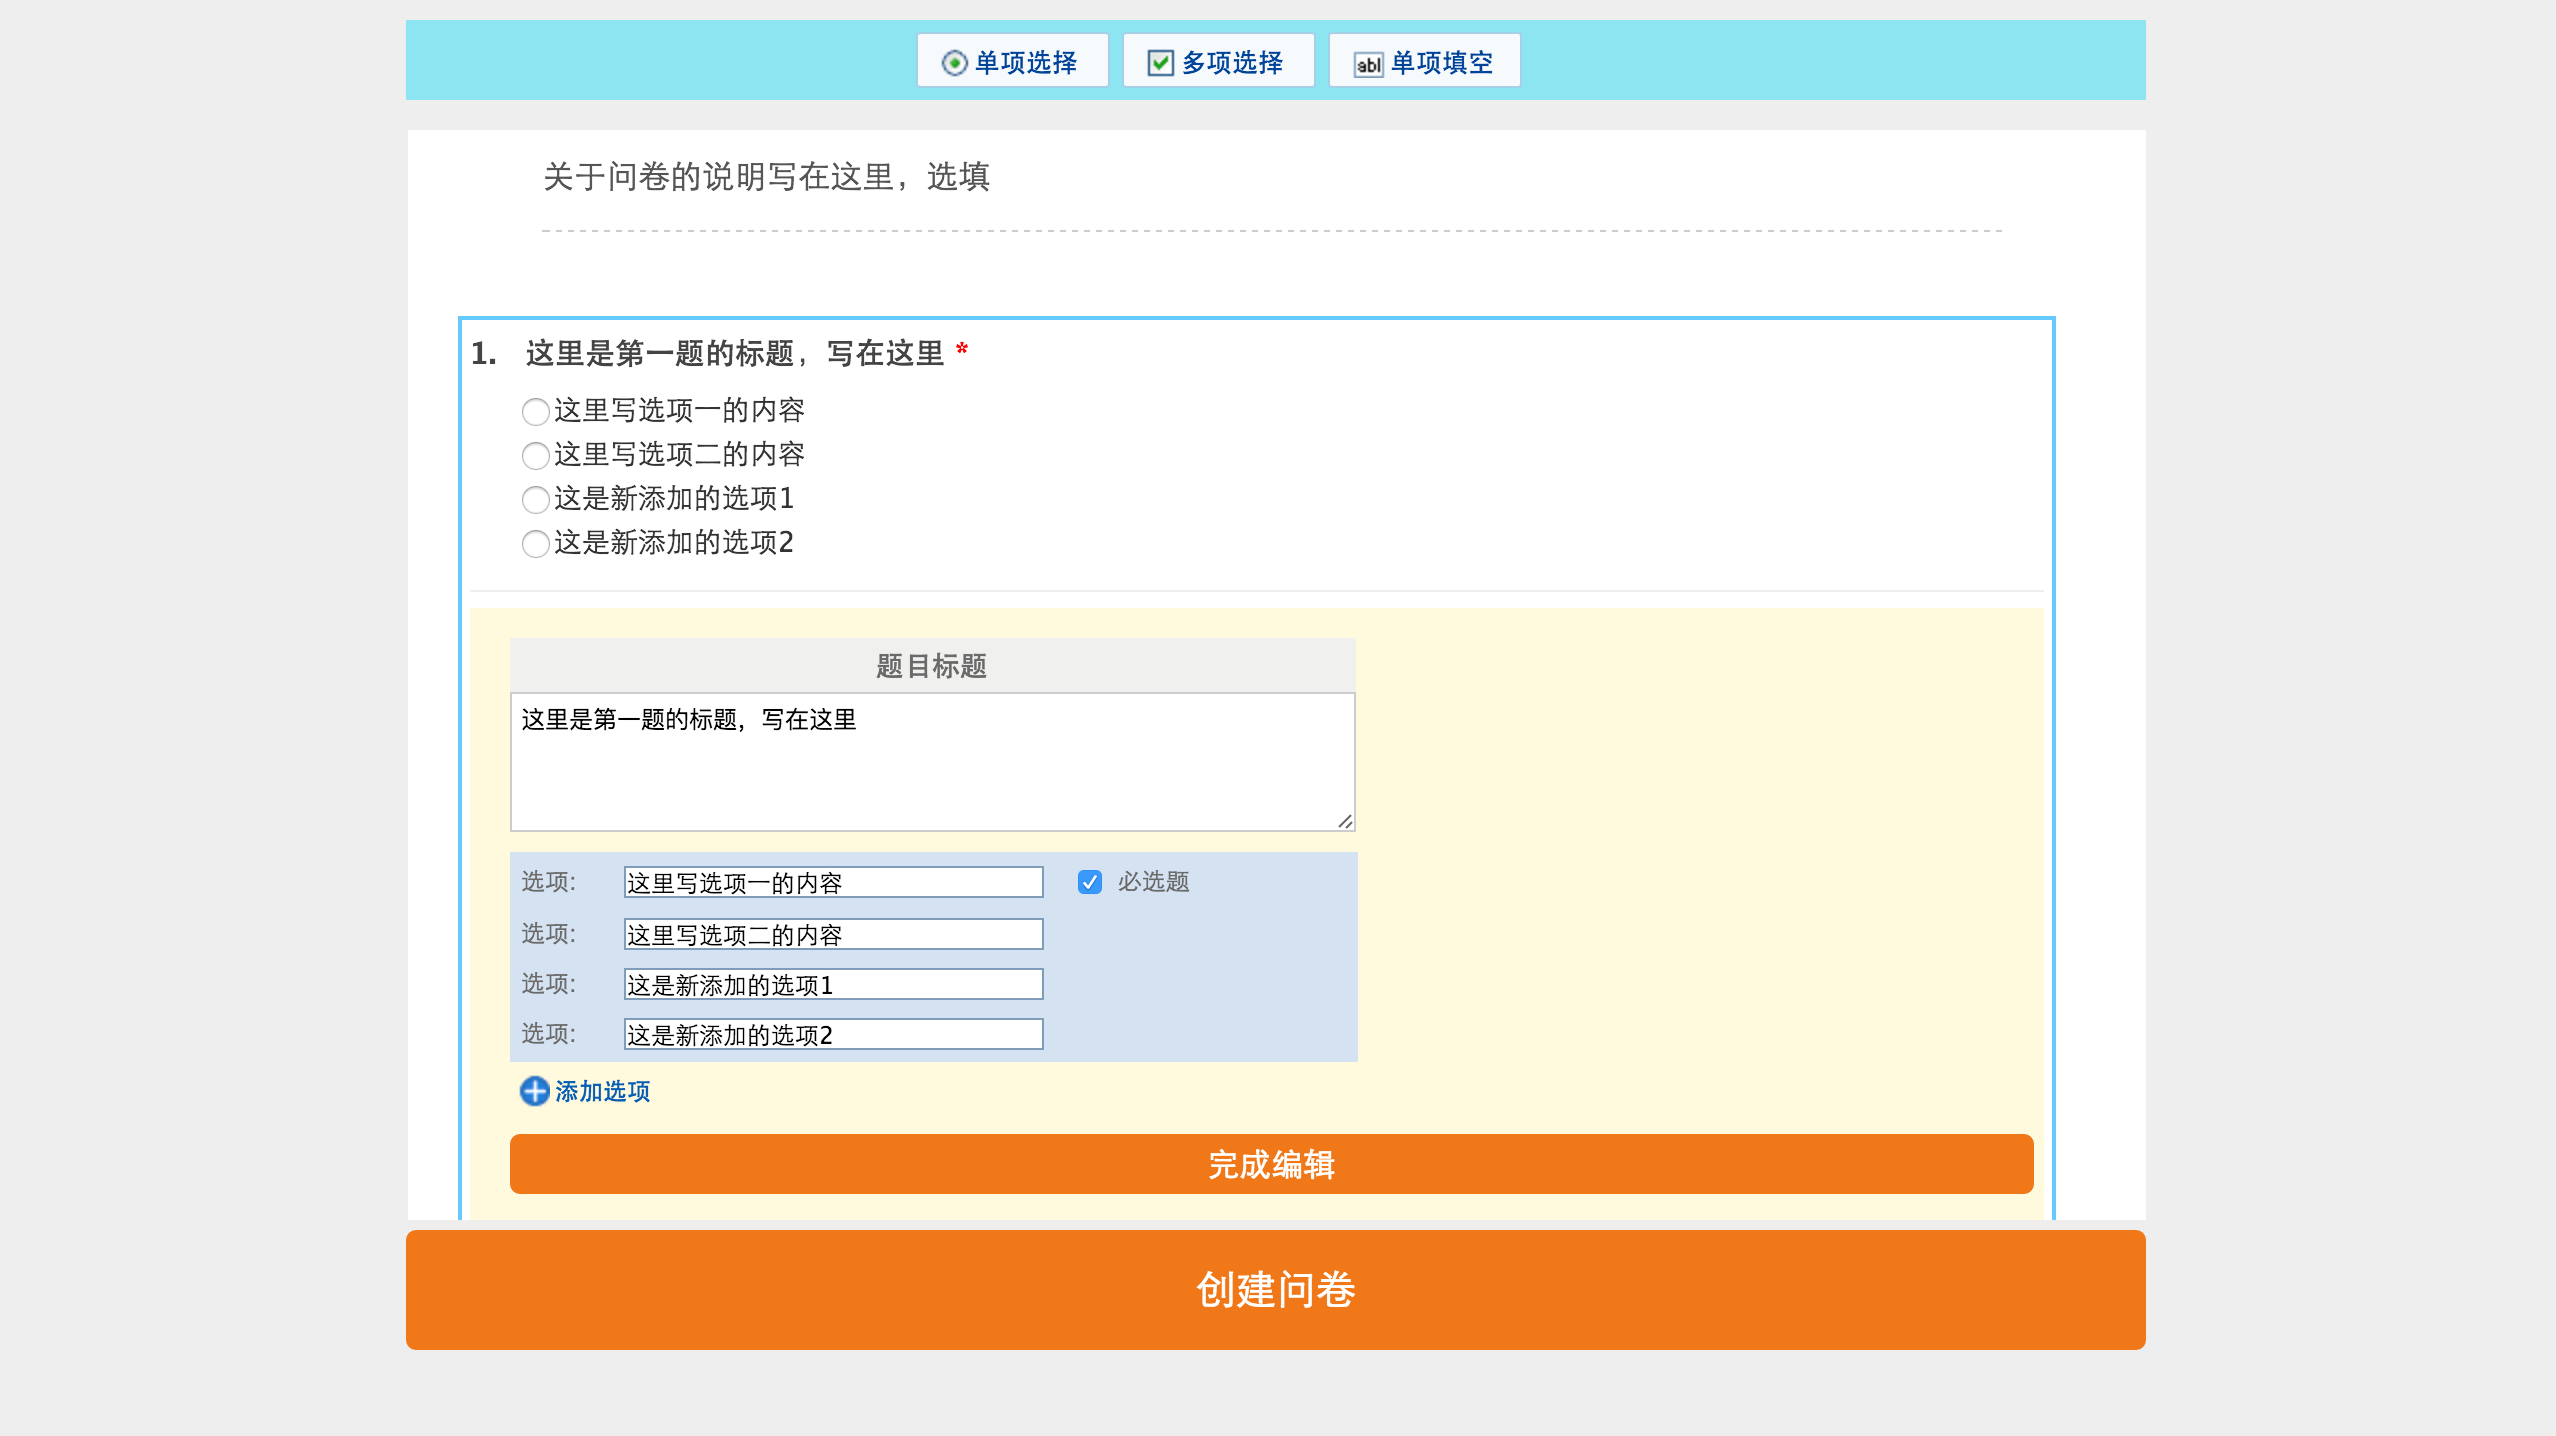 单项选择 多项选择 abl 单项填空
关于问卷的说明写在这里，选填
1. 这里是第一题的标题，写在这里 *
这里写选项一的内容
这里写选项二的内容
这是新添加的选项1
这是新添加的选项2
题目标题
这里是第一题的标题，写在这里
选项: 这里写选项一的内容 必选题
选项: 这里写选项二的内容
选项: 这是新添加的选项1
选项: 这是新添加的选项2
添加选项
完成编辑
创建问卷